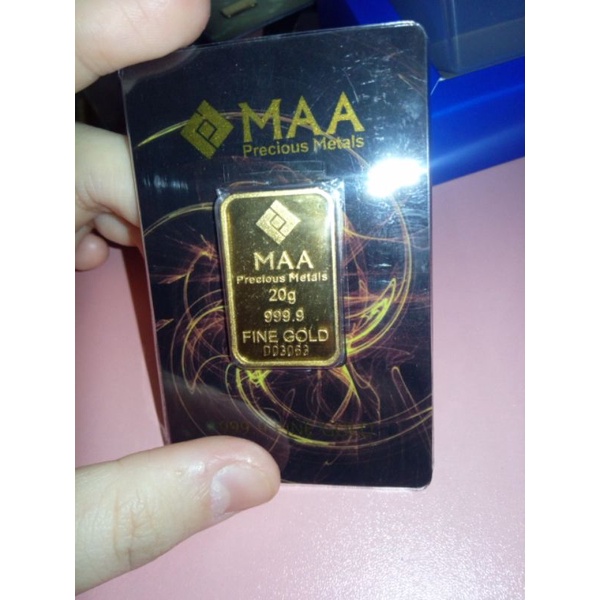 MAA
Precious Metals
MAA
Precious Metals
20g
999.9
FINE GOLD
D03063